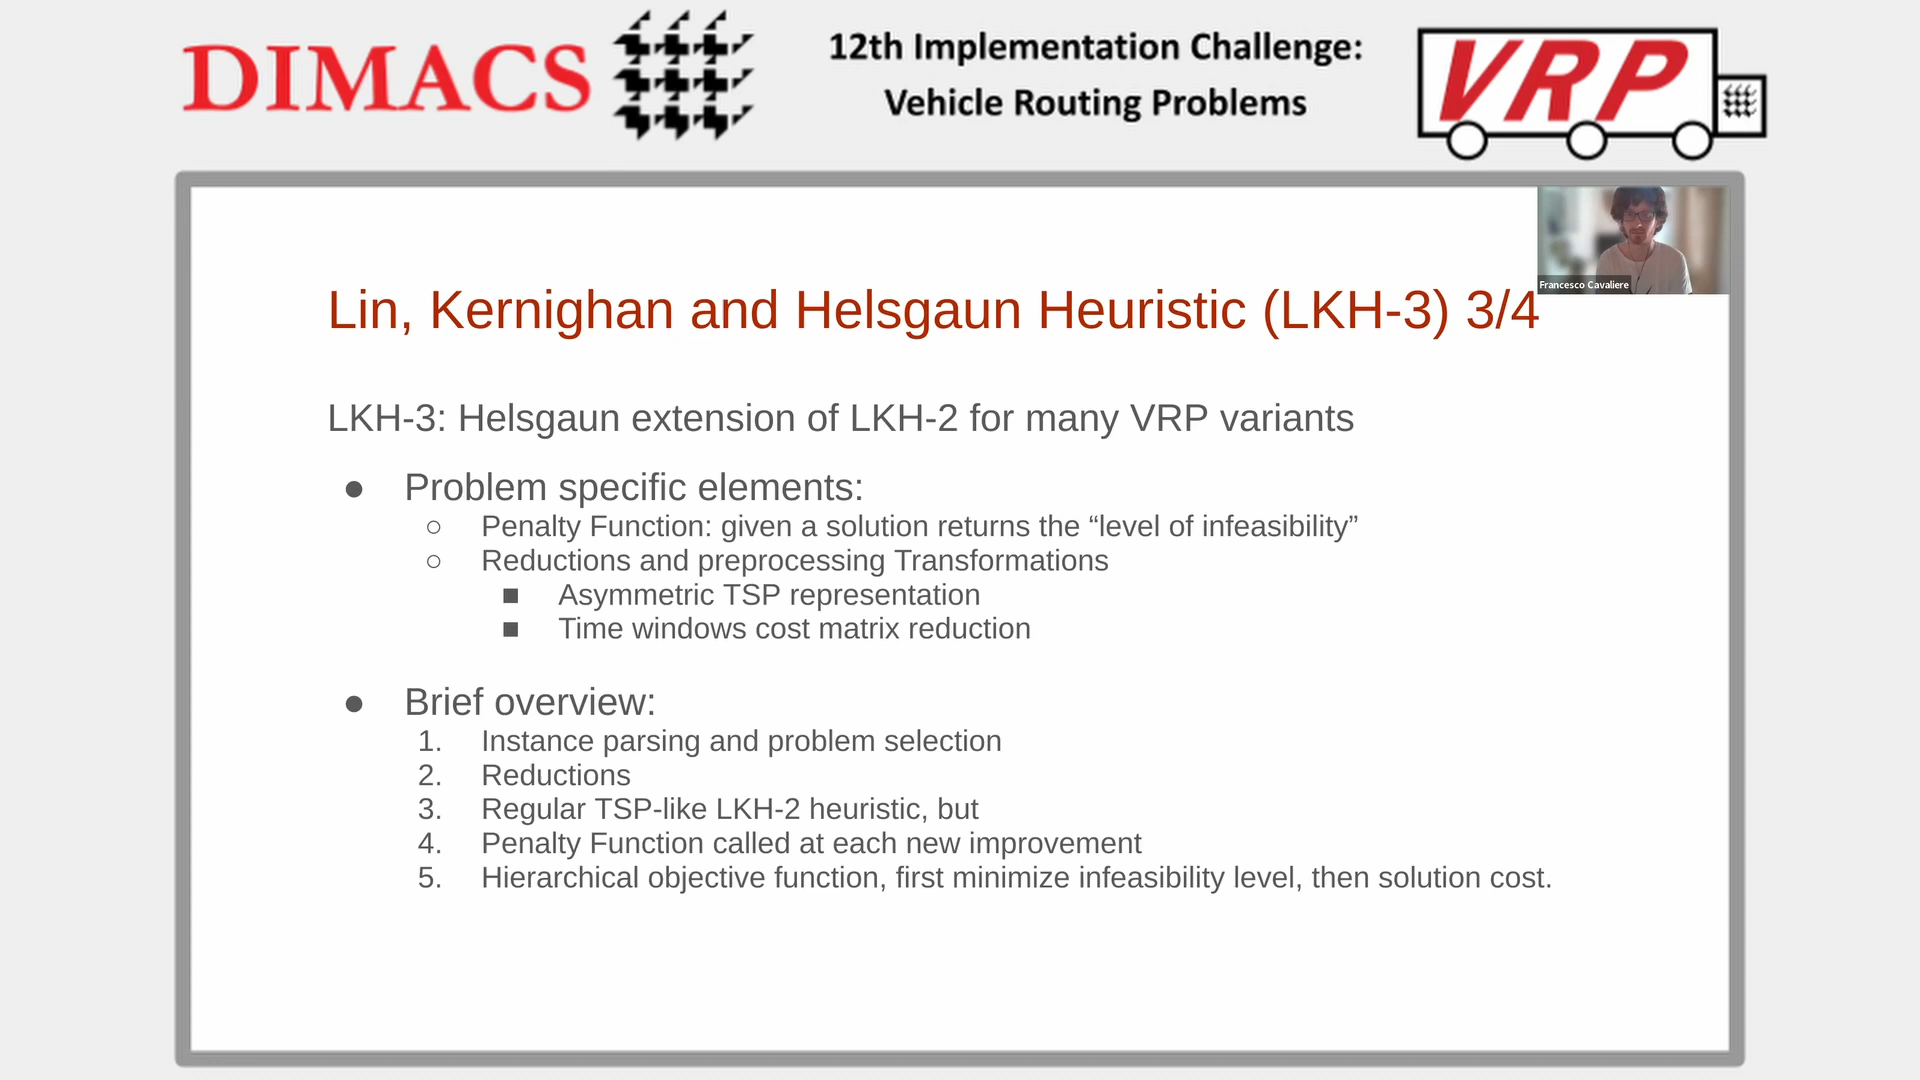 DIMACS
12th Implementation Challenge:
Vehicle Routing Problems
VRP
Francesco Cavaliere
Lin, Kernighan and Helsgaun Heuristic (LKH-3) 3/4
LKH-3: Helsgaun extension of LKH-2 for many VRP variants
● Problem specific elements:
○ Penalty Function: given a solution returns the “level of infeasibility”
○ Reductions and preprocessing Transformations
■ Asymmetric TSP representation
■ Time windows cost matrix reduction
● Brief overview:
1. Instance parsing and problem selection
2. Reductions
3. Regular TSP-like LKH-2 heuristic, but
4. Penalty Function called at each new improvement
5. Hierarchical objective function, first minimize infeasibility level, then solution cost.